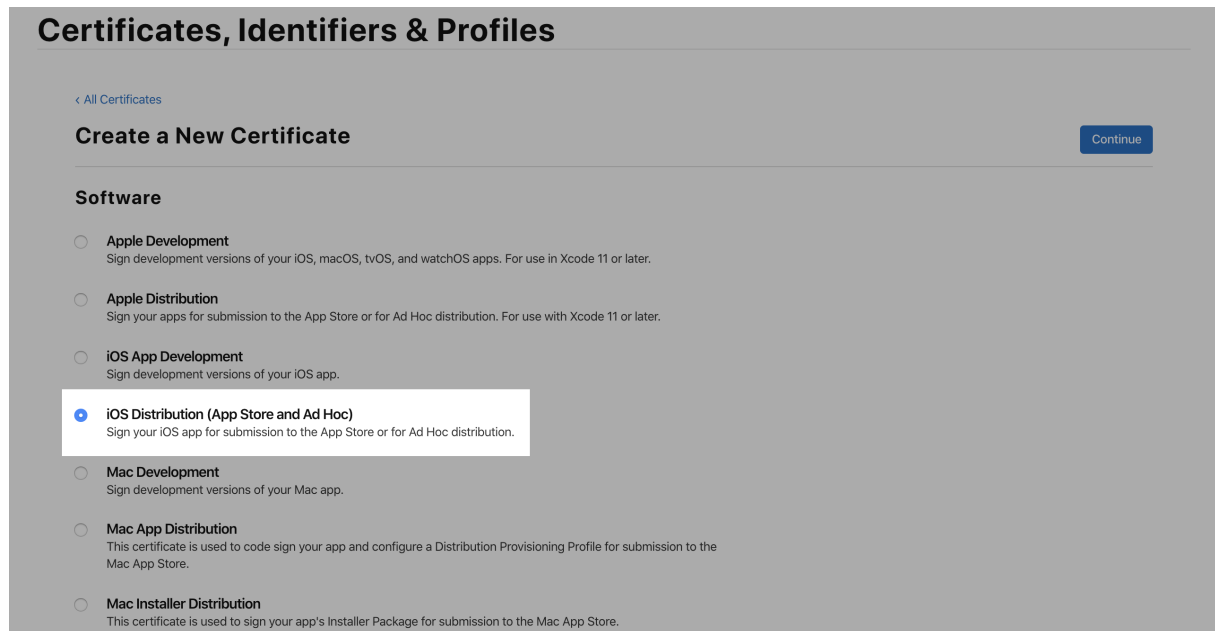 Certificates, Identifiers & Profiles
‹ All Certificates
Create a New Certificate
Continue
Software
Apple Development
Sign development versions of your iOS, macOS, tvOS, and watchOS apps. For use in Xcode 11 or later.
Apple Distribution
Sign your apps for submission to the App Store or for Ad Hoc distribution. For use with Xcode 11 or later.
iOS App Development
Sign development versions of your iOS app.
iOS Distribution (App Store and Ad Hoc)
Sign your iOS app for submission to the App Store or for Ad Hoc distribution.
Mac Development
Sign development versions of your Mac app.
Mac App Distribution
This certificate is used to code sign your app and configure a Distribution Provisioning Profile for submission to the
Mac App Store.
Mac Installer Distribution
This certificate is used to sign your app's Installer Package for submission to the Mac App Store.